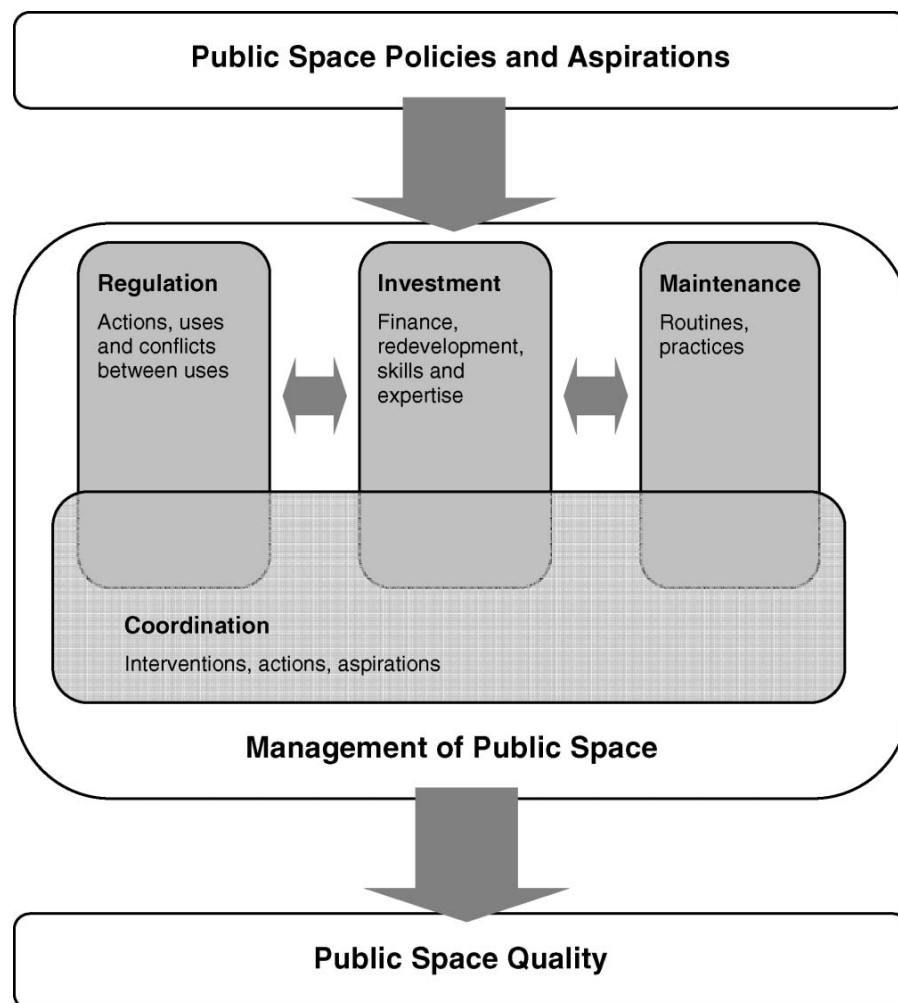 Public Space Policies and Aspirations
Regulation
Actions, uses
and conflicts
between uses
Investment
Finance,
redevelopment,
skills and
expertise
Maintenance
Routines,
practices
Coordination
Interventions, actions, aspirations
Management of Public Space
Public Space Quality